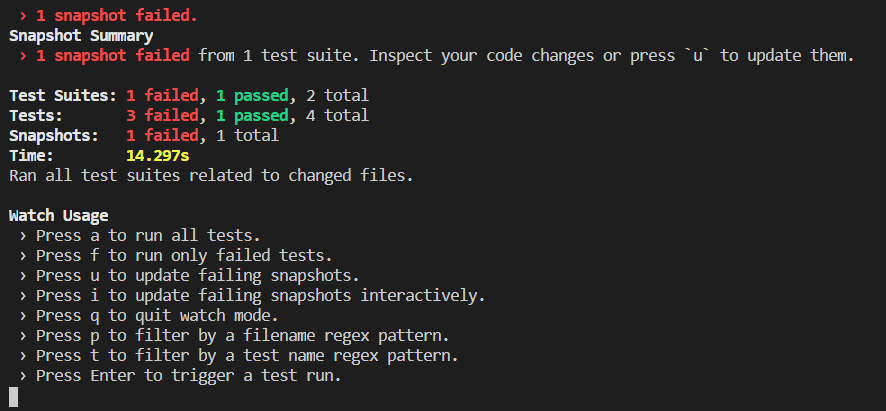 › 1 snapshot failed.
Snapshot Summary
› 1 snapshot failed from 1 test suite. Inspect your code changes or press `u` to update them.
Test Suites: 1 failed, 1 passed, 2 total
Tests: 3 failed, 1 passed, 4 total
Snapshots: 1 failed, 1 total
Time: 14.297s
Ran all test suites related to changed files.
Watch Usage
› Press a to run all tests.
› Press f to run only failed tests.
› Press u to update failing snapshots.
› Press i to update failing snapshots interactively.
› Press q to quit watch mode.
› Press p to filter by a filename regex pattern.
› Press t to filter by a test name regex pattern.
› Press Enter to trigger a test run.